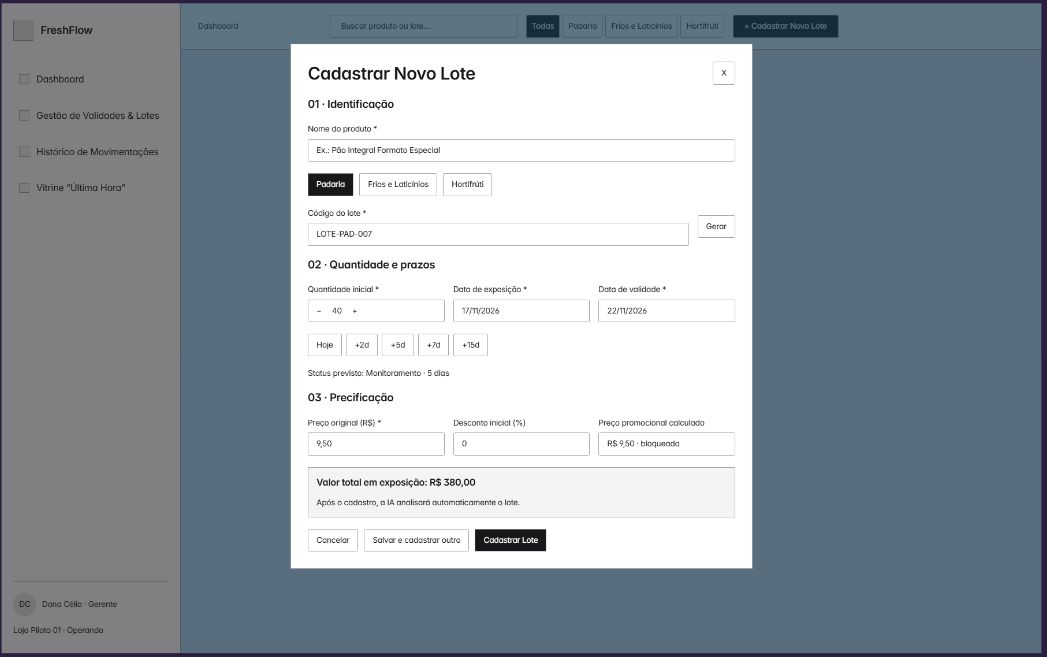 FreshFlow
Dashboard
Gestão de Validades & Lotes
Histórico de Movimentações
Vitrine "Última Hora"
DC
Dona Célia · Gerente
Loja Piloto 01 · Operando
Dashboard
Buscar produto ou lote...
Todas
Padaria
Frios e Laticínios
Hortifrúti
+ Cadastrar Novo Lote
Cadastrar Novo Lote
X
01 · Identificação
Nome do produto *
Ex.: Pão Integral Formato Especial
Padaria
Frios e Laticínios
Hortifrúti
Código do lote *
LOTE-PAD-007
Gerar
02 · Quantidade e prazos
Quantidade inicial *
Data de exposição *
Data de validade *
− 40 +
17/11/2026
22/11/2026
Hoje
+2d
+5d
+7d
+15d
Status previsto: Monitoramento · 5 dias
03 · Precificação
Preço original (R$) *
Desconto inicial (%)
Preço promocional calculado
9,50
0
R$ 9,50 · bloqueado
Valor total em exposição: R$ 380,00
Após o cadastro, a IA analisará automaticamente o lote.
Cancelar
Salvar e cadastrar outro
Cadastrar Lote